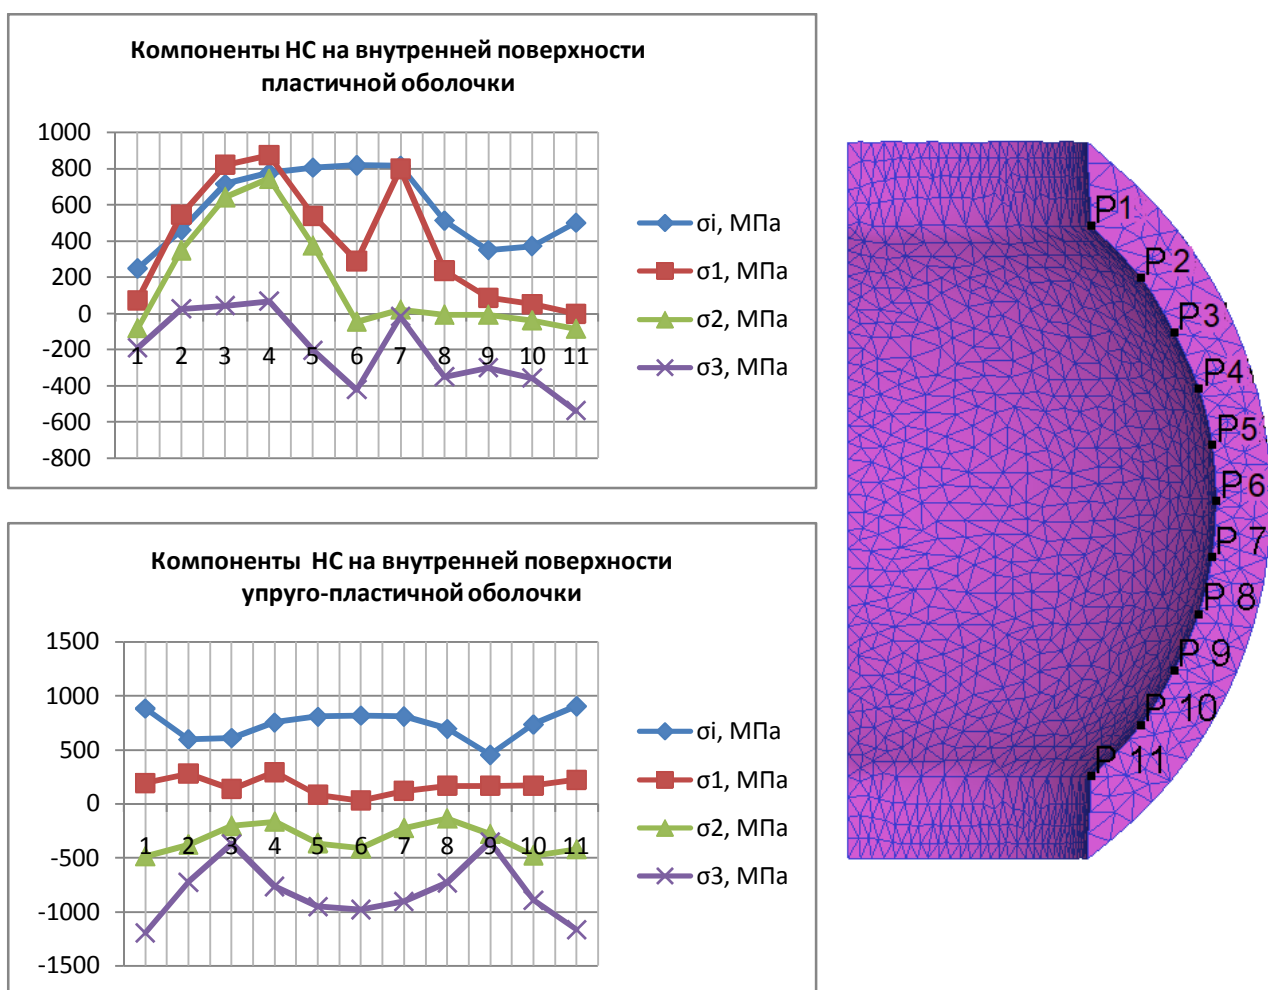 Компоненты НС на внутренней поверхности
пластичной оболочки
1000
800
600
400
200
0
-200
-400
-600
-800
1 2 3 4 5 6 7 8 9 10 11
σi, МПа
σ1, МПа
σ2, МПа
σ3, МПа
Компоненты НС на внутренней поверхности
упруго-пластичной оболочки
1500
1000
500
0
-500
-1000
-1500
1 2 3 4 5 6 7 8 9 10 11
σi, МПа
σ1, МПа
σ2, МПа
σ3, МПа
P1
P 2
P3
P4
P5
P 6
P 7
P 8
P 9
P 10
P 11